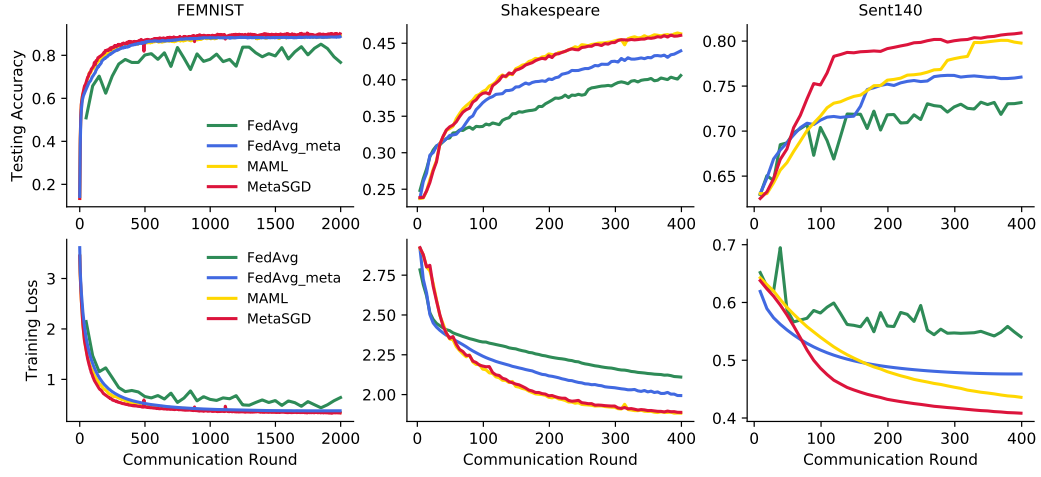 FEMNIST
Shakespeare
Sent140
Testing Accuracy
0.8
0.6
0.4
0.2
0 500 1000 1500 2000
FedAvg
FedAvg_meta
MAML
MetaSGD
0.45
0.40
0.35
0.30
0.25
0 100 200 300 400
0.80
0.75
0.70
0.65
0 100 200 300 400
Training Loss
3
2
1
0 500 1000 1500 2000
FedAvg
FedAvg_meta
MAML
MetaSGD
Communication Round
2.75
2.50
2.25
2.00
0 100 200 300 400
Communication Round
0.7
0.6
0.5
0.4
0 100 200 300 400
Communication Round